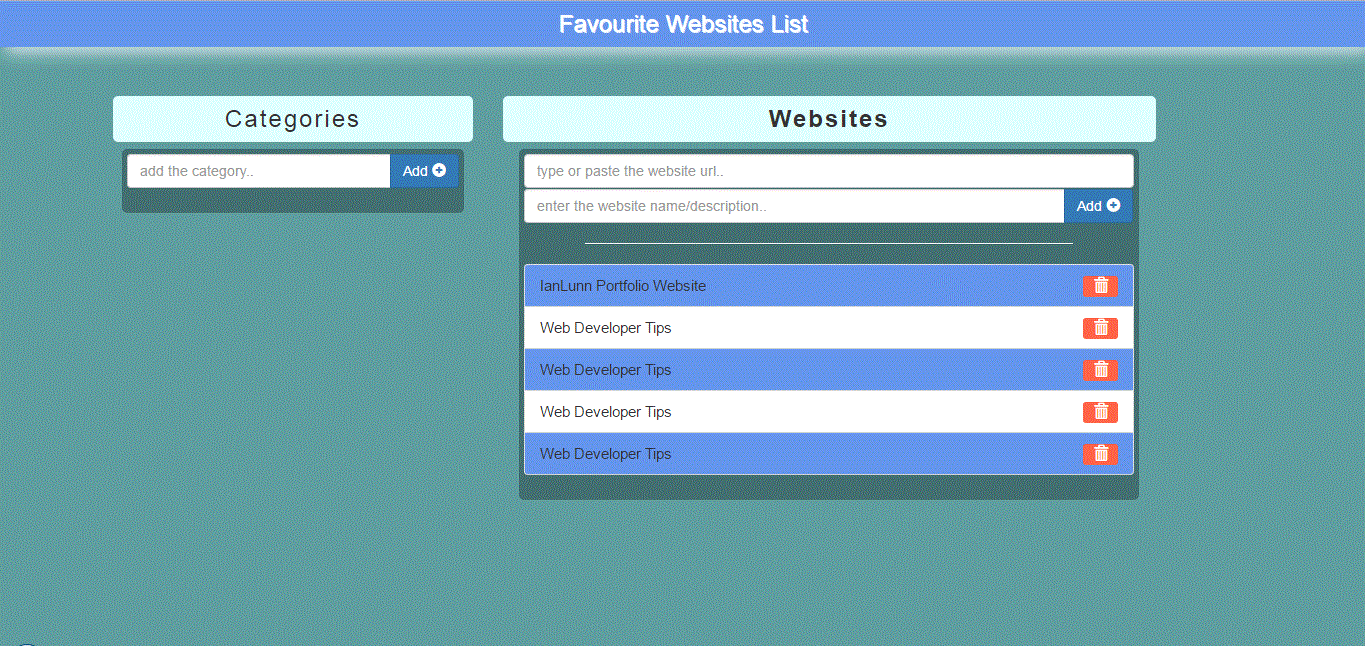 Favourite Websites List
Categories
add the category..
Add
Websites
type or paste the website url..
enter the website name/description..
Add
IanLunn Portfolio Website
Web Developer Tips
Web Developer Tips
Web Developer Tips
Web Developer Tips